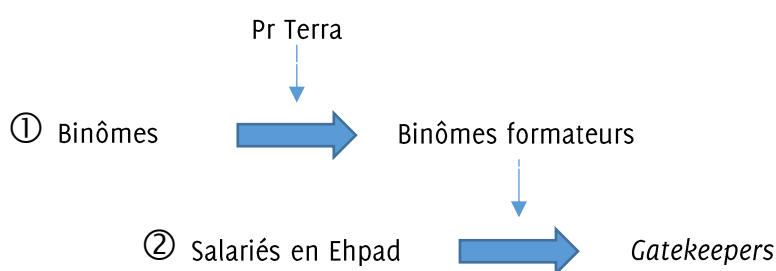 Pr Terra
① Binômes Binômes formateurs
② Salariés en Ehpad Gatekeepers